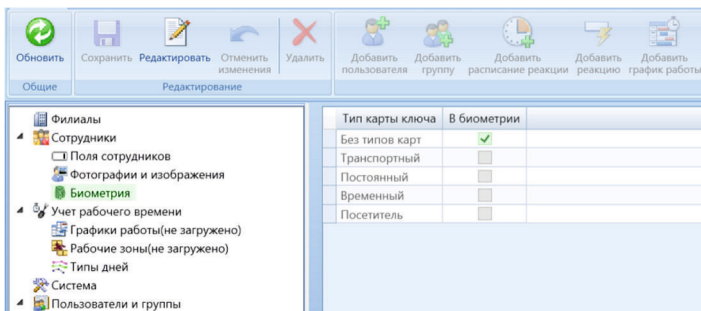 Обновить
Сохранить Редактировать Отменить изменения Удалить
Добавить пользователя Добавить группу Добавить расписание реакции Добавить реакцию Добавить график работы
Общие
Редактирование
Филиалы
Сотрудники
Поля сотрудников
Фотографии и изображения
Биометрия
Учет рабочего времени
Графики работы(не загружено)
Рабочие зоны(не загружено)
Типы дней
Система
Пользователи и группы
Тип карты ключа В биометрии
Без типов карт
Транспортный
Постоянный
Временный
Посетитель